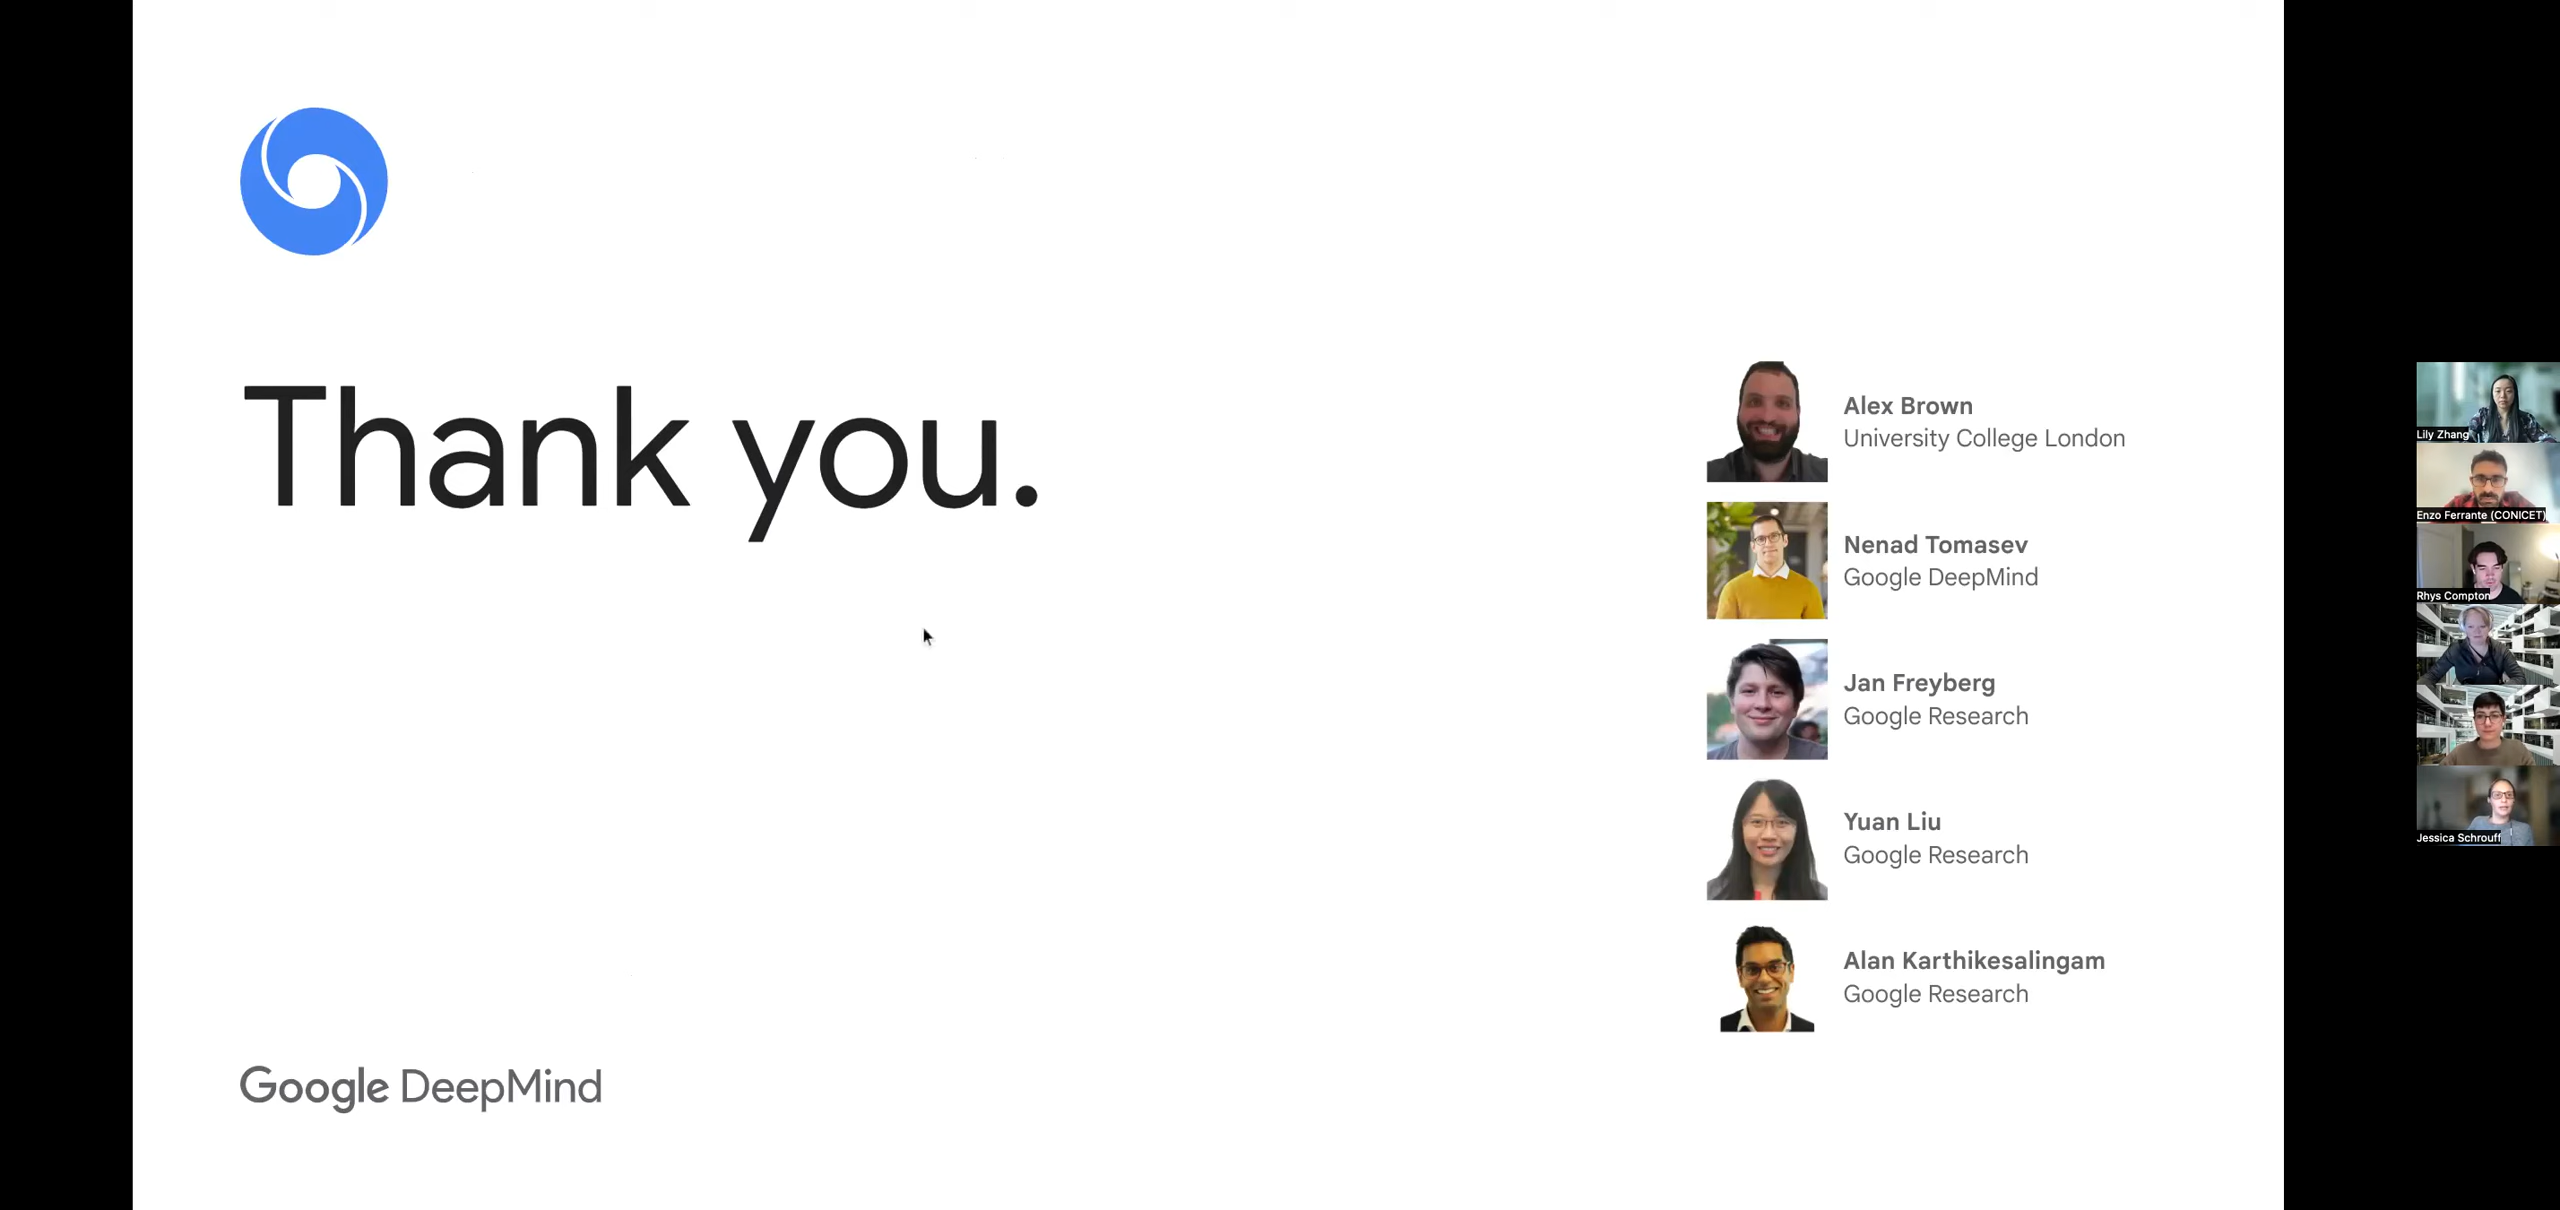 Thank you.
Alex Brown
University College London
Nenad Tomasev
Google DeepMind
Jan Freyberg
Google Research
Yuan Liu
Google Research
Alan Karthikesalingam
Google Research
Google DeepMind
Lily Zhang
Enzo Ferrante (CONICET)
Rhys Compton
Jessica Schrouff